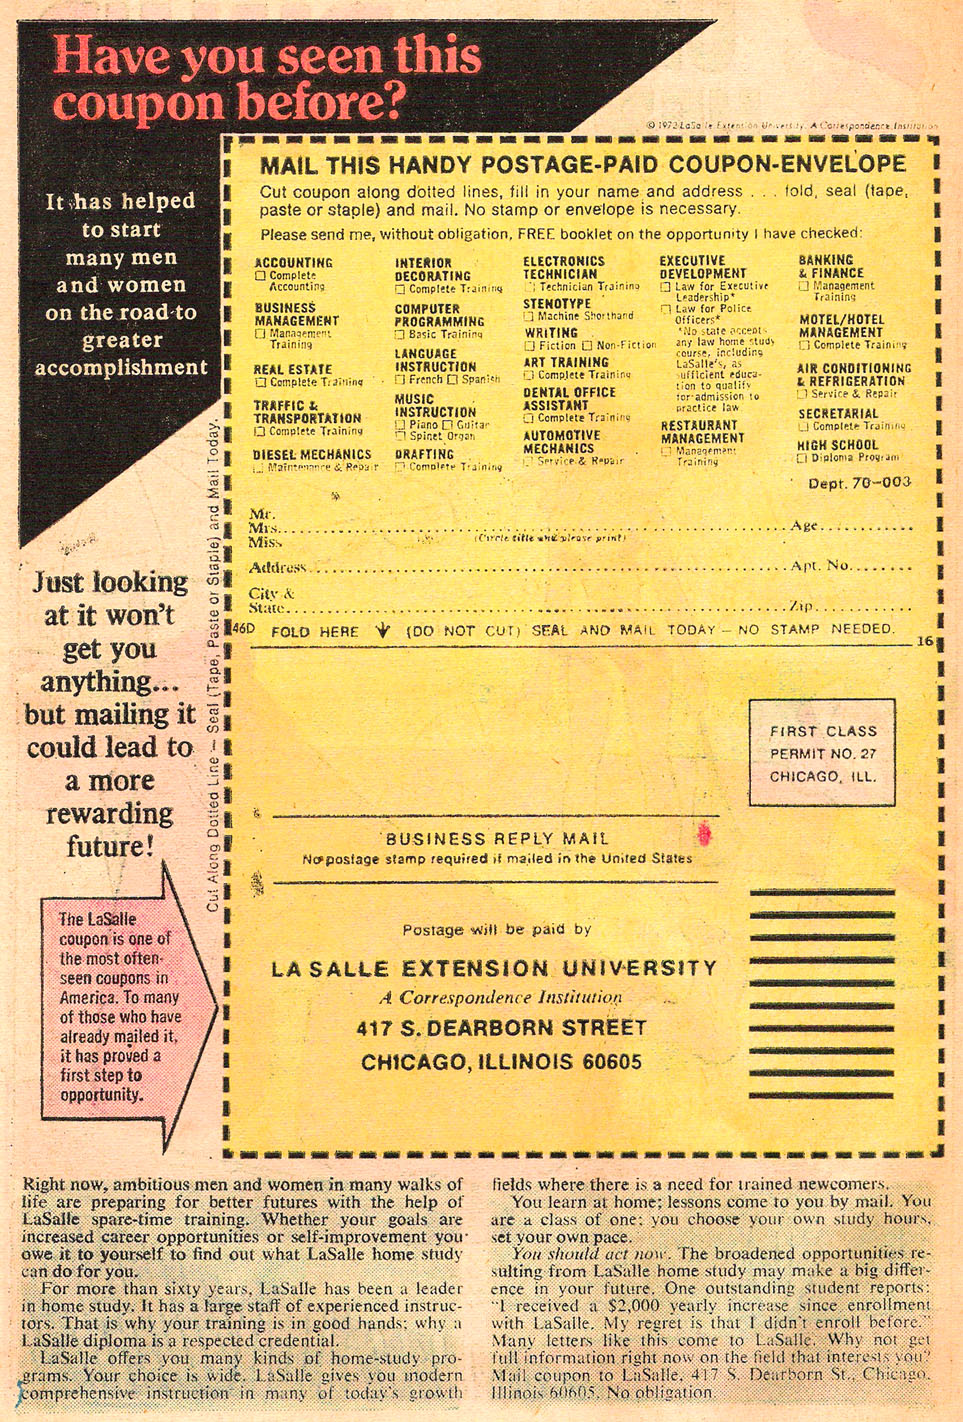 Have you seen this
coupon before?
© 1972 LaSalle Extension University, A Correspondence Institution
It has helped
to start
many men
and women
on the road to
greater
accomplishment
Just looking
at it won't
get you
anything...
but mailing it
could lead to
a more
rewarding
future!
The LaSalle
coupon is one of
the most often-
seen coupons in
America. To many
of those who have
already mailed it,
it has proved a
first step to
opportunity.
Cut Along Dotted Line — Seal (Tape, Paste or Staple) and Mail Today.
MAIL THIS HANDY POSTAGE-PAID COUPON-ENVELOPE
Cut coupon along dotted lines, fill in your name and address . . . fold, seal (tape,
paste or staple) and mail. No stamp or envelope is necessary.
Please send me, without obligation, FREE booklet on the opportunity I have checked:
ACCOUNTING
☐ Complete
Accounting
BUSINESS
MANAGEMENT
☐ Management
Training
REAL ESTATE
☐ Complete Training
TRAFFIC &
TRANSPORTATION
☐ Complete Training
DIESEL MECHANICS
☐ Maintenance & Repair
INTERIOR
DECORATING
☐ Complete Training
COMPUTER
PROGRAMMING
☐ Basic Training
LANGUAGE
INSTRUCTION
☐ French ☐ Spanish
MUSIC
INSTRUCTION
☐ Piano ☐ Guitar
☐ Spinet Organ
DRAFTING
☐ Complete Training
ELECTRONICS
TECHNICIAN
☐ Technician Training
STENOTYPE
☐ Machine Shorthand
WRITING
☐ Fiction ☐ Non-Fiction
ART TRAINING
☐ Complete Training
DENTAL OFFICE
ASSISTANT
☐ Complete Training
AUTOMOTIVE
MECHANICS
☐ Service & Repair
EXECUTIVE
DEVELOPMENT
☐ Law for Executive
Leadership*
☐ Law for Police
Officers*
*No state accepts
any law home study
course, including
LaSalle's, as
sufficient educa-
tion to qualify
for admission to
practice law
RESTAURANT
MANAGEMENT
☐ Management
Training
BANKING
& FINANCE
☐ Management
Training
MOTEL/HOTEL
MANAGEMENT
☐ Complete Training
AIR CONDITIONING
& REFRIGERATION
☐ Service & Repair
SECRETARIAL
☐ Complete Training
HIGH SCHOOL
☐ Diploma Program
Dept. 70-003
Mr.
Mrs. Age
Miss (Circle title and please print)
Address Apt. No.
City &
State Zip
46D FOLD HERE (DO NOT CUT) SEAL AND MAIL TODAY — NO STAMP NEEDED.
16
FIRST CLASS
PERMIT NO. 27
CHICAGO, ILL.
BUSINESS REPLY MAIL
No postage stamp required if mailed in the United States
Postage will be paid by
LA SALLE EXTENSION UNIVERSITY
A Correspondence Institution
417 S. DEARBORN STREET
CHICAGO, ILLINOIS 60605
Right now, ambitious men and women in many walks of
life are preparing for better futures with the help of
LaSalle spare-time training. Whether your goals are
increased career opportunities or self-improvement you
owe it to yourself to find out what LaSalle home study
can do for you.
For more than sixty years, LaSalle has been a leader
in home study. It has a large staff of experienced instruc-
tors. That is why your training is in good hands; why a
LaSalle diploma is a respected credential.
LaSalle offers you many kinds of home-study pro-
grams. Your choice is wide. LaSalle gives you modern
comprehensive instruction in many of today's growth
fields where there is a need for trained newcomers.
You learn at home; lessons come to you by mail. You
are a class of one; you choose your own study hours,
set your own pace.
You should act now. The broadened opportunities re-
sulting from LaSalle home study may make a big differ-
ence in your future. One outstanding student reports:
"I received a $2,000 yearly increase since enrollment
with LaSalle. My regret is that I didn't enroll before."
Many letters like this come to LaSalle. Why not get
full information right now on the field that interests you?
Mail coupon to LaSalle, 417 S. Dearborn St., Chicago,
Illinois 60605. No obligation.